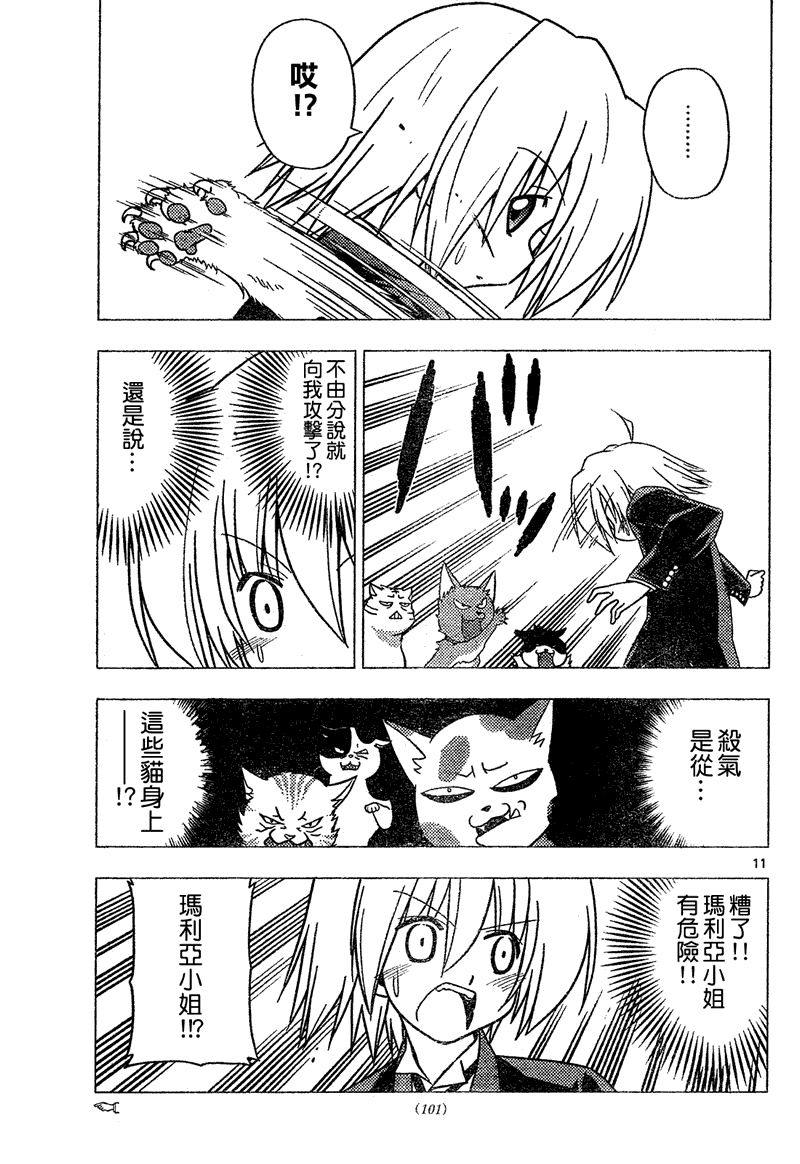 ………
哎
!?
不由分說就
向我攻擊了!?
還是說…
殺氣
是從…
這些貓身上
——!?
11
糟了!!
瑪利亞小姐
有危險!!
瑪利亞小姐!!?
(101)